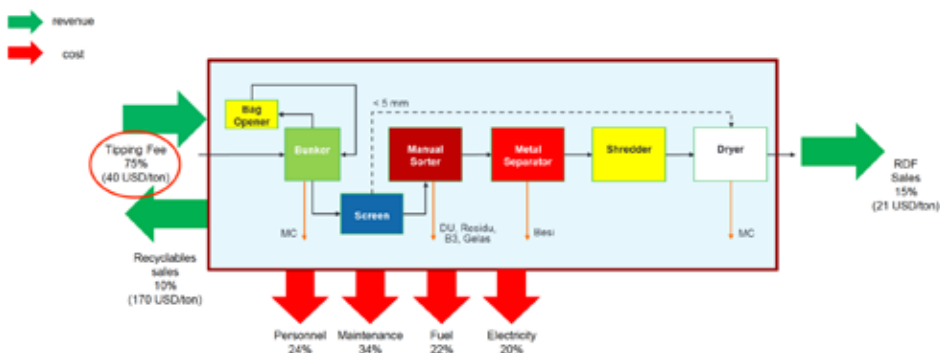 revenue
cost
Bag
Opener
Bunker
Screen
< 5 mm
Manual
Sorter
Metal
Separator
Shredder
Dryer
Tipping Fee
75%
(40 USD/ton)
Recyclables
sales
10%
(170 USD/ton)
MC
DU, Residu,
B3, Gelas
Besi
MC
RDF
Sales
15%
(21 USD/ton)
Personnel
24%
Maintenance
34%
Fuel
22%
Electricity
20%